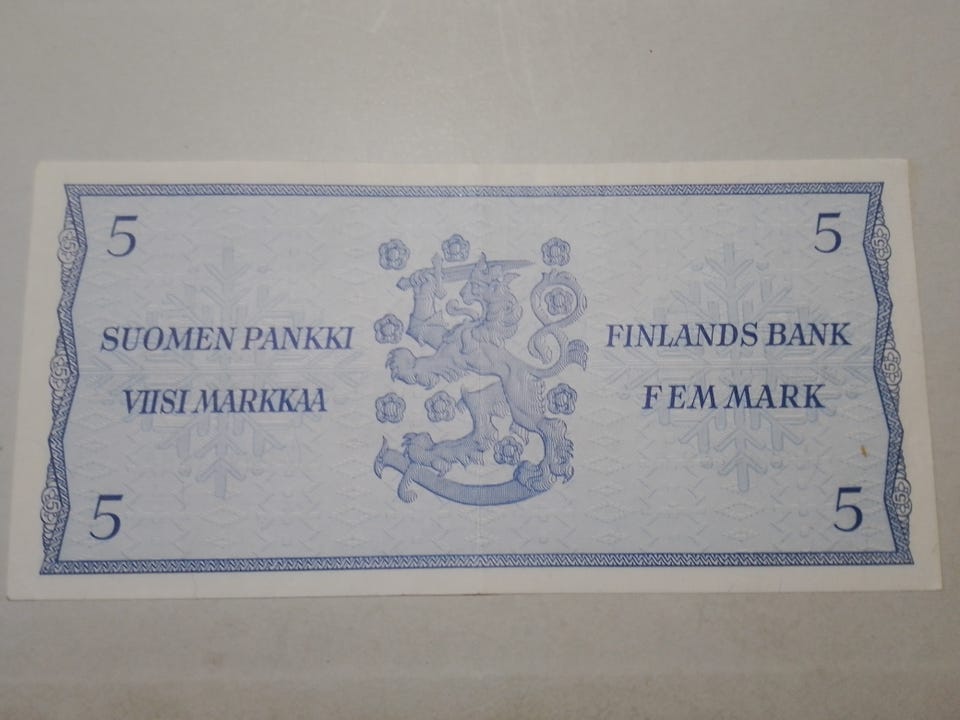 5
5
SUOMEN PANKKI
FINLANDS BANK
VIISI MARKKAA
FEM MARK
5
5